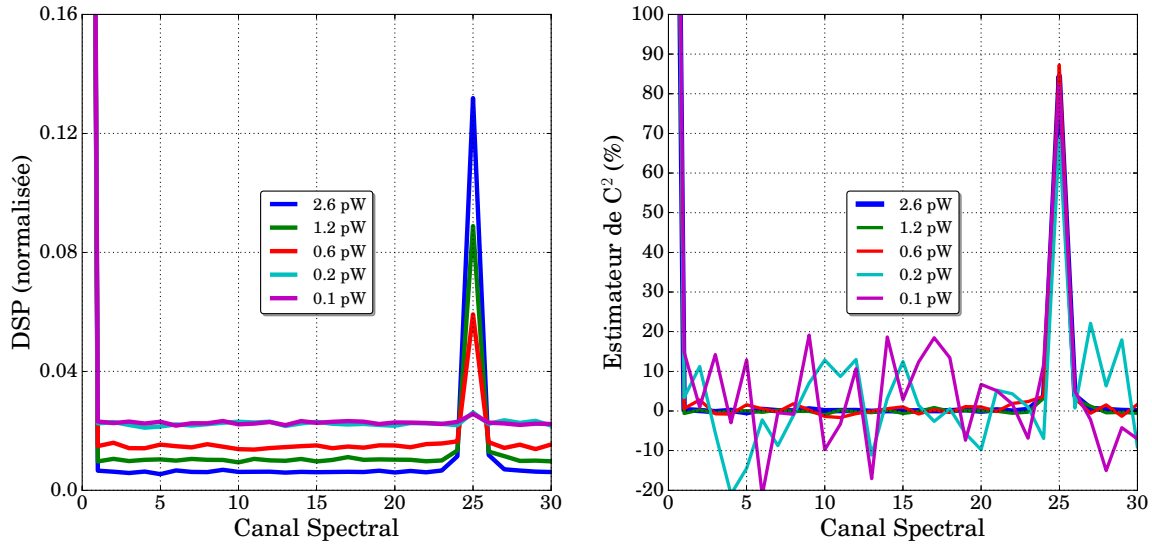 0.16
0.12
0.08
0.04
0.0
DSP (normalisée)
2.6 pW
1.2 pW
0.6 pW
0.2 pW
0.1 pW
0 5 10 15 20 25 30
Canal Spectral
100
90
80
70
60
50
40
30
20
10
0
-10
-20
Estimateur de C² (%)
2.6 pW
1.2 pW
0.6 pW
0.2 pW
0.1 pW
0 5 10 15 20 25 30
Canal Spectral